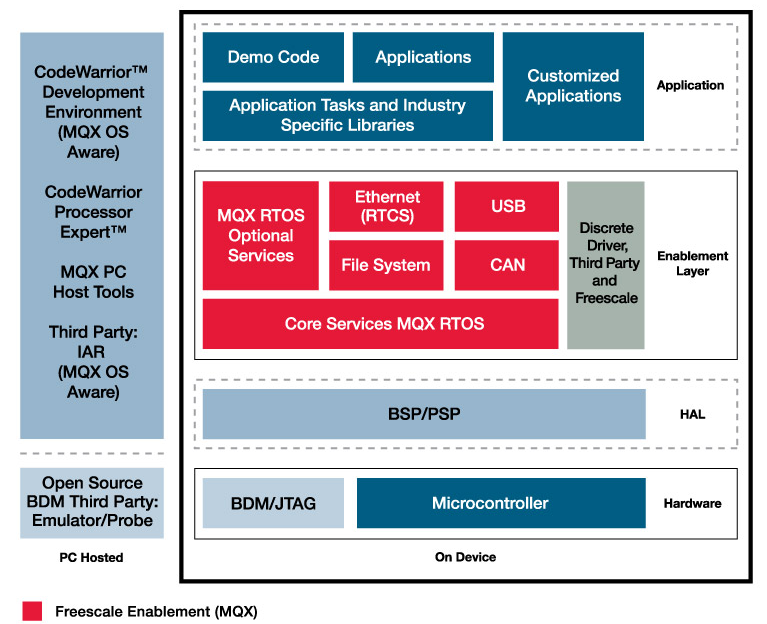 CodeWarrior™
Development
Environment
(MQX OS
Aware)
CodeWarrior
Processor
Expert™
MQX PC
Host Tools
Third Party:
IAR
(MQX OS
Aware)
Open Source
BDM Third Party:
Emulator/Probe
PC Hosted
Demo Code
Applications
Application Tasks and Industry
Specific Libraries
Customized
Applications
Application
MQX RTOS
Optional
Services
Ethernet
(RTCS)
USB
File System
CAN
Core Services MQX RTOS
Discrete
Driver,
Third Party
and
Freescale
Enablement
Layer
BSP/PSP
HAL
BDM/JTAG
Microcontroller
Hardware
On Device
Freescale Enablement (MQX)